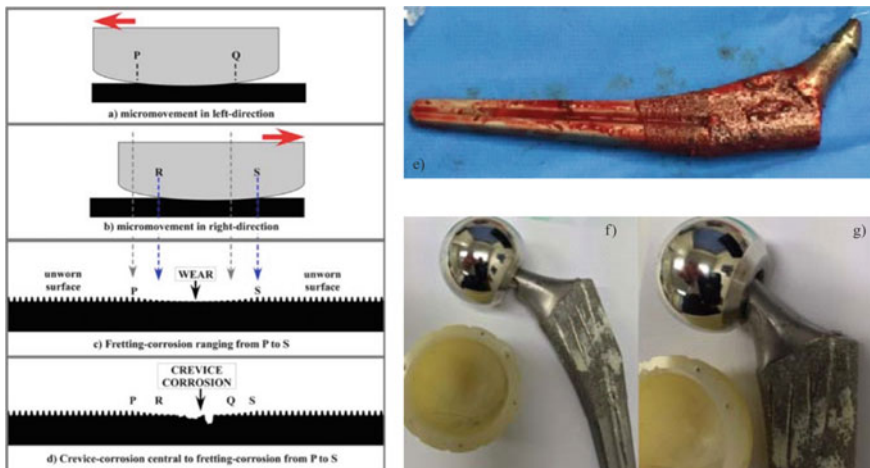 P Q
a) micromovement in left-direction
R S
b) micromovement in right-direction
unworn surface
WEAR
unworn surface
P S
c) Fretting-corrosion ranging from P to S
CREVICE CORROSION
P R Q S
d) Crevice-corrosion central to fretting-corrosion from P to S
e)
f)
g)